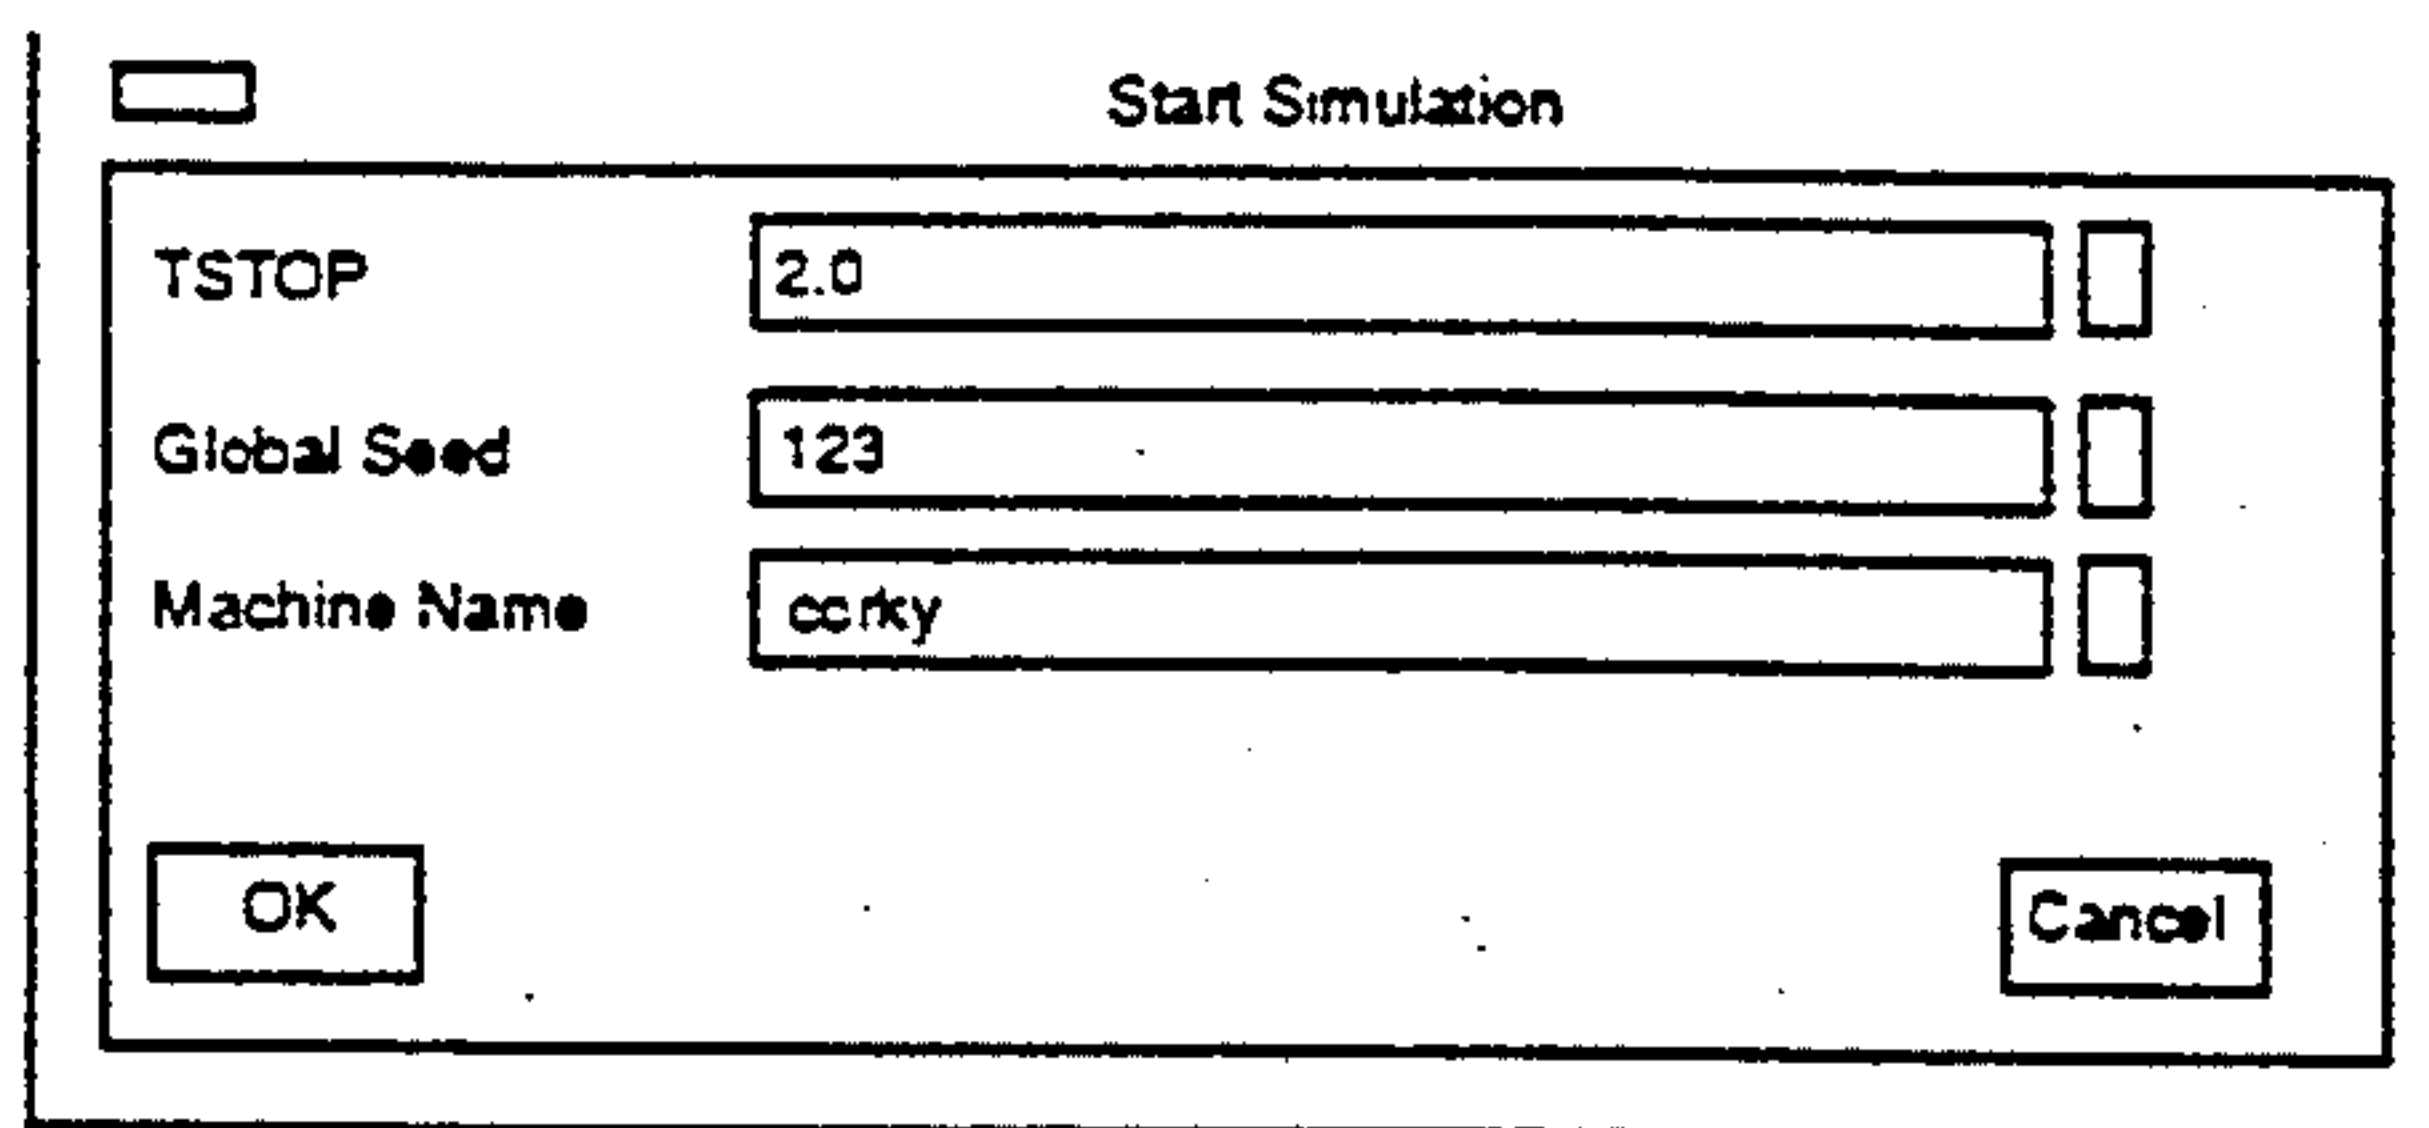 Start Simulation
TSTOP 2.0
Global Seed 123
Machine Name corky
OK Cancel